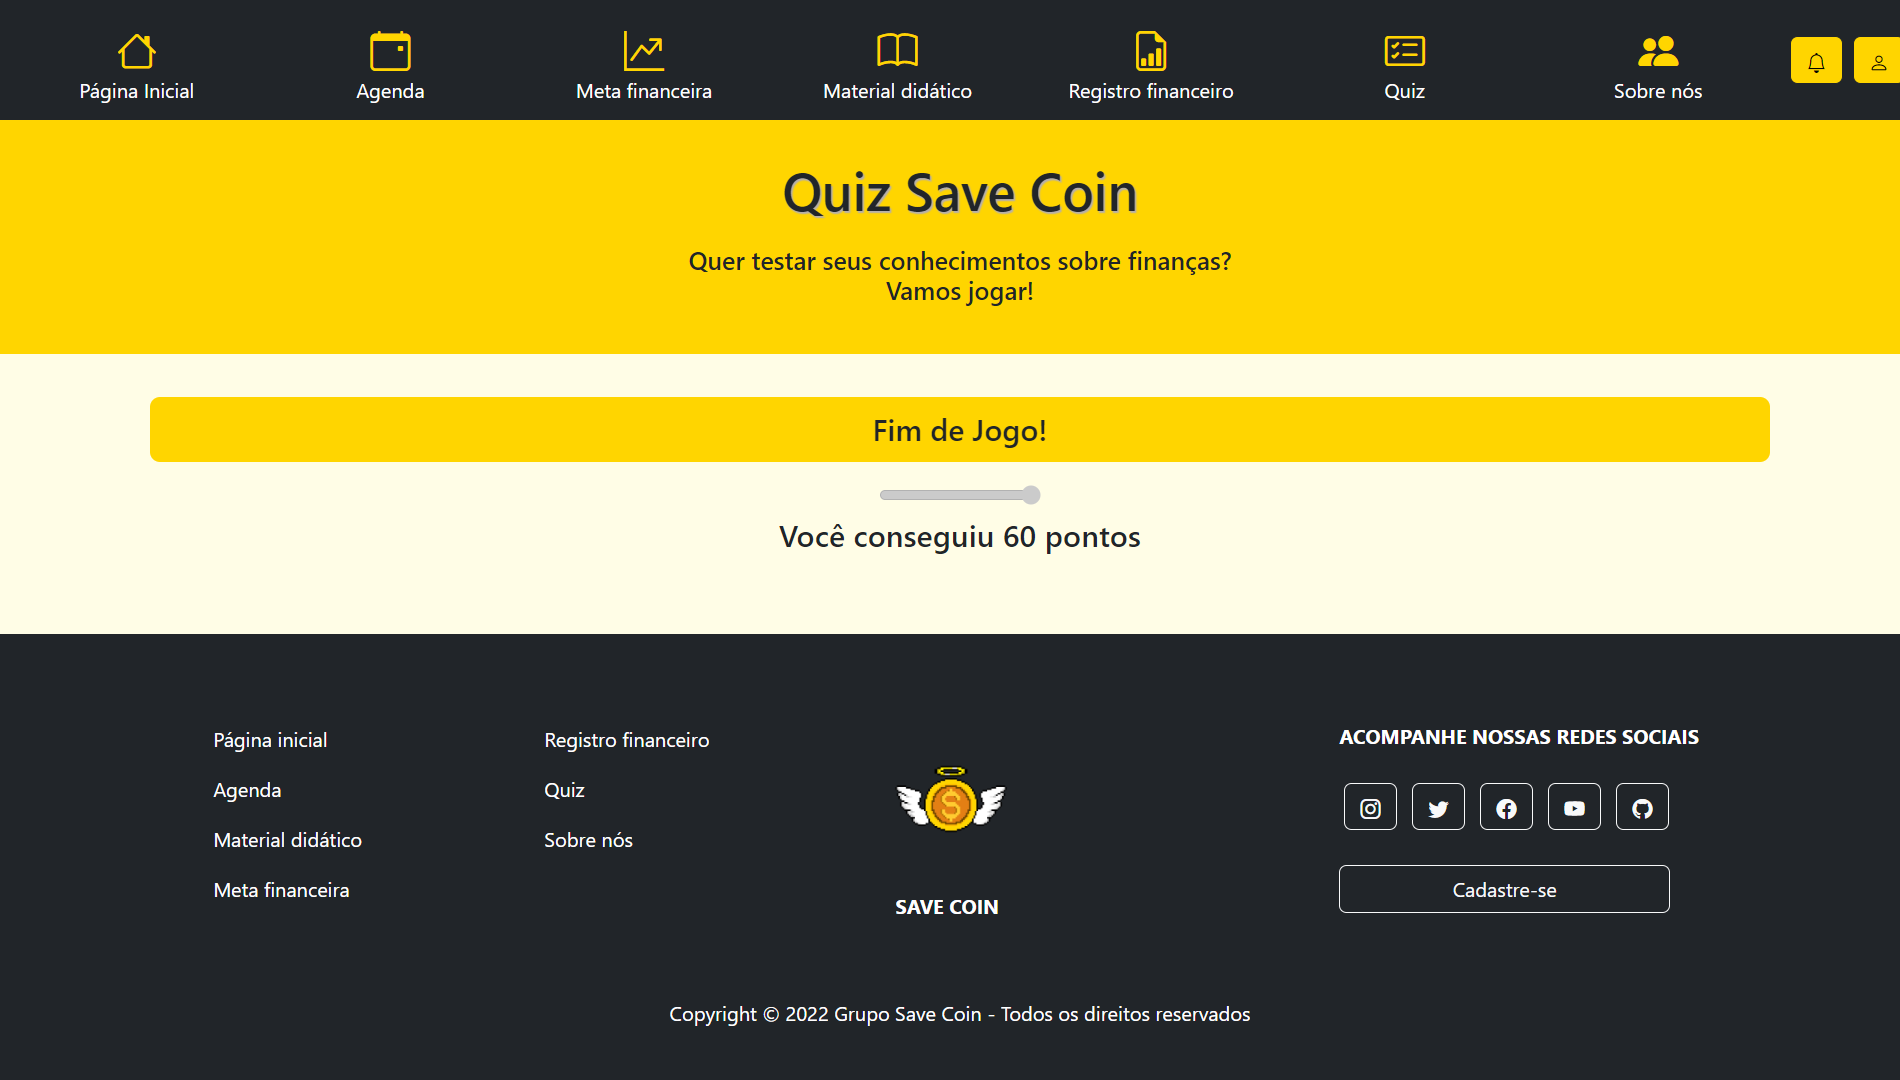 Página Inicial
Agenda
Meta financeira
Material didático
Registro financeiro
Quiz
Sobre nós
Quiz Save Coin
Quer testar seus conhecimentos sobre finanças?
Vamos jogar!
Fim de Jogo!
Você conseguiu 60 pontos
Página inicial
Agenda
Material didático
Meta financeira
Registro financeiro
Quiz
Sobre nós
SAVE COIN
ACOMPANHE NOSSAS REDES SOCIAIS
Cadastre-se
Copyright © 2022 Grupo Save Coin - Todos os direitos reservados